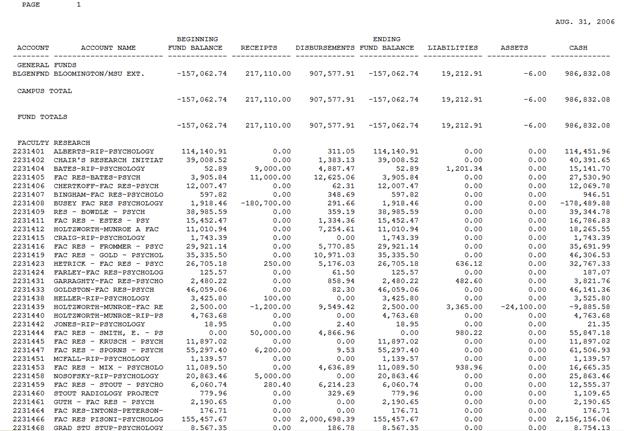 PAGE 1
AUG. 31, 2006
BEGINNING ENDING
ACCOUNT ACCOUNT NAME FUND BALANCE RECEIPTS DISBURSEMENTS FUND BALANCE LIABILITIES ASSETS CASH
GENERAL FUNDS
BLGENFND BLOOMINGTON/MSU EXT. -157,062.74 217,110.00 907,577.91 -157,062.74 19,212.91 -6.00 986,832.08
CAMPUS TOTAL
-157,062.74 217,110.00 907,577.91 -157,062.74 19,212.91 -6.00 986,832.08
FUND TOTALS
-157,062.74 217,110.00 907,577.91 -157,062.74 19,212.91 -6.00 986,832.08
FACULTY RESEARCH
2231401 ALBERTS-RIP-PSYCHOLOGY 114,140.91 0.00 311.05 114,140.91 0.00 0.00 114,451.96
2231402 CHAIR'S RESEARCH INITIAT 39,008.52 0.00 1,383.13 39,008.52 0.00 0.00 40,391.65
2231404 BATES-RIP-PSYCHOLOGY 52.89 9,000.00 4,887.47 52.89 1,201.34 0.00 15,141.70
2231405 FAC RES-BATES-PSYCH 3,905.84 11,000.00 12,625.06 3,905.84 0.00 0.00 27,530.90
2231406 CHERTKOFF-FAC RES-PSYCH 12,007.47 0.00 62.31 12,007.47 0.00 0.00 12,069.78
2231407 BINGHAM-FAC RES-PSYCHOLO 597.82 0.00 348.69 597.82 0.00 0.00 946.51
2231408 BUSEY FAC RES PSYCHOLOGY 1,918.46 -180,700.00 291.66 1,918.46 0.00 0.00 -178,489.88
2231409 RES - BOWDLE - PSYCH 38,985.59 0.00 359.19 38,985.59 0.00 0.00 39,344.78
2231411 FAC RES - ESTES - PSY 15,452.47 0.00 1,334.36 15,452.47 0.00 0.00 16,786.83
2231412 HOLTZWORTH-MUNROE A FAC 11,010.94 0.00 7,254.61 11,010.94 0.00 0.00 18,265.55
2231415 CRAIG-RIP-PSYCHOLOGY 1,743.39 0.00 0.00 1,743.39 0.00 0.00 1,743.39
2231416 FAC RES - FROMMER - PSYC 29,921.14 0.00 5,770.85 29,921.14 0.00 0.00 35,691.99
2231419 FAC RES - GOLD - PSYCHOL 35,335.50 0.00 10,971.03 35,335.50 0.00 0.00 46,306.53
2231423 HETRICK - FAC RES - PSYC 26,705.18 250.00 5,176.03 26,705.18 636.12 0.00 32,767.33
2231424 FARLEY-FAC RES-PSYCHOLOG 125.57 0.00 61.50 125.57 0.00 0.00 187.07
2231431 GARRAGHTY-FAC RES-PSYCHO 2,480.22 0.00 858.94 2,480.22 482.60 0.00 3,821.76
2231433 GOLDSTON-FAC RES-PSYCH 46,059.06 0.00 82.30 46,059.06 0.00 0.00 46,141.36
2231438 HELLER-RIP-PSYCHOLOGY 3,425.80 100.00 0.00 3,425.80 0.00 0.00 3,525.80
2231439 HOLTZWORTH-MUNROE-FAC RE 2,500.00 -1,200.00 9,549.42 2,500.00 3,365.00 -24,100.00 -9,885.58
2231440 HOLTZWORTH-MUNROE-RIP-PS 4,763.68 0.00 0.00 4,763.68 0.00 0.00 4,763.68
2231442 JONES-RIP-PSYCHOLOGY 18.95 0.00 2.40 18.95 0.00 0.00 21.35
2231444 FAC RES - SMITH, E. - PS 0.00 50,000.00 4,866.96 0.00 980.22 0.00 55,847.18
2231445 FAC RES - KRUSCH - PSYCH 11,897.02 0.00 0.00 11,897.02 0.00 0.00 11,897.02
2231447 FAC RES - SPORNS - PSYCH 55,297.40 6,200.00 9.53 55,297.40 0.00 0.00 61,506.93
2231451 MCFALL-RIP-PSYCHOLOGY 1,139.57 0.00 0.00 1,139.57 0.00 0.00 1,139.57
2231453 FAC RES - MIX - PSYCHOLO 11,089.50 0.00 4,636.89 11,089.50 938.96 0.00 16,665.35
2231458 NOSOFSKY-RIP-PSYCHOLOGY 20,863.46 5,000.00 0.00 20,863.46 0.00 0.00 25,863.46
2231459 FAC RES - STOUT - PSYCHO 6,060.74 280.40 6,214.23 6,060.74 0.00 0.00 12,555.37
2231460 STOUT RADIOLOGY PROJECT 779.96 0.00 329.69 779.96 0.00 0.00 1,109.65
2231461 GUTH - FAC RES - PSYCH 2,190.65 0.00 0.00 2,190.65 0.00 0.00 2,190.65
2231464 FAC RES-INTONS-PETERSON- 176.71 0.00 0.00 176.71 0.00 0.00 176.71
2231466 FAC RES PISONI-PSYCHOLOG 155,457.67 0.00 2,000,698.39 155,457.67 0.00 0.00 2,156,156.06
2231468 GRAD STU STUP-PSYCHOLOGY 8,567.35 0.00 186.78 8,567.35 0.00 0.00 8,754.13